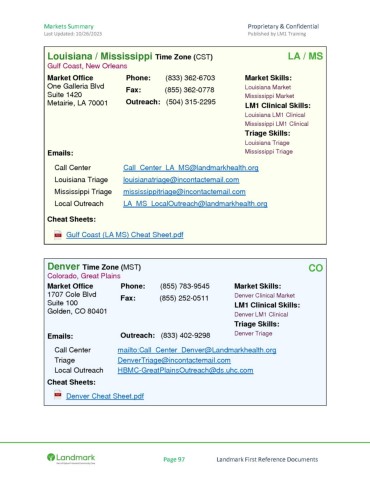 Markets Summary Proprietary & Confidential
Last Updated: 10/28/2023 Published by LM1 Training
Louisiana / Mississippi Time Zone (CST) LA / MS
Gulf Coast, New Orleans
Market Office Phone: (833) 362-6703 Market Skills:
One Galleria Blvd Fax: (855) 362-0778 Louisiana Market
Suite 1420 Mississippi Market
Metairie, LA 70001 Outreach: (504) 315-2295 LM1 Clinical Skills:
Louisiana LM1 Clinical
Mississippi LM1 Clinical
Triage Skills:
Louisiana Triage
Emails: Mississippi Triage
Call Center Call_Center_LA_MS@landmarkhealth.org
Louisiana Triage louisianatriage@incontactemail.com
Mississippi Triage mississippitriage@incontactemail.com
Local Outreach LA_MS_LocalOutreach@landmarkhealth.org
Cheat Sheets:
Gulf Coast (LA MS) Cheat Sheet.pdf
Denver Time Zone (MST) CO
Colorado, Great Plains
Market Office Phone: (855) 783-9545 Market Skills:
1707 Cole Blvd Fax: (855) 252-0511 Denver Clinical Market
Suite 100 LM1 Clinical Skills:
Golden, CO 80401 Denver LM1 Clinical
Triage Skills:
Emails: Outreach: (833) 402-9298 Denver Triage
Call Center mailto:Call_Center_Denver@Landmarkhealth.org
Triage DenverTriage@incontactemail.com
Local Outreach HBMC-GreatPlainsOutreach@ds.uhc.com
Cheat Sheets:
Denver Cheat Sheet.pdf
Landmark Page 97 Landmark First Reference Documents